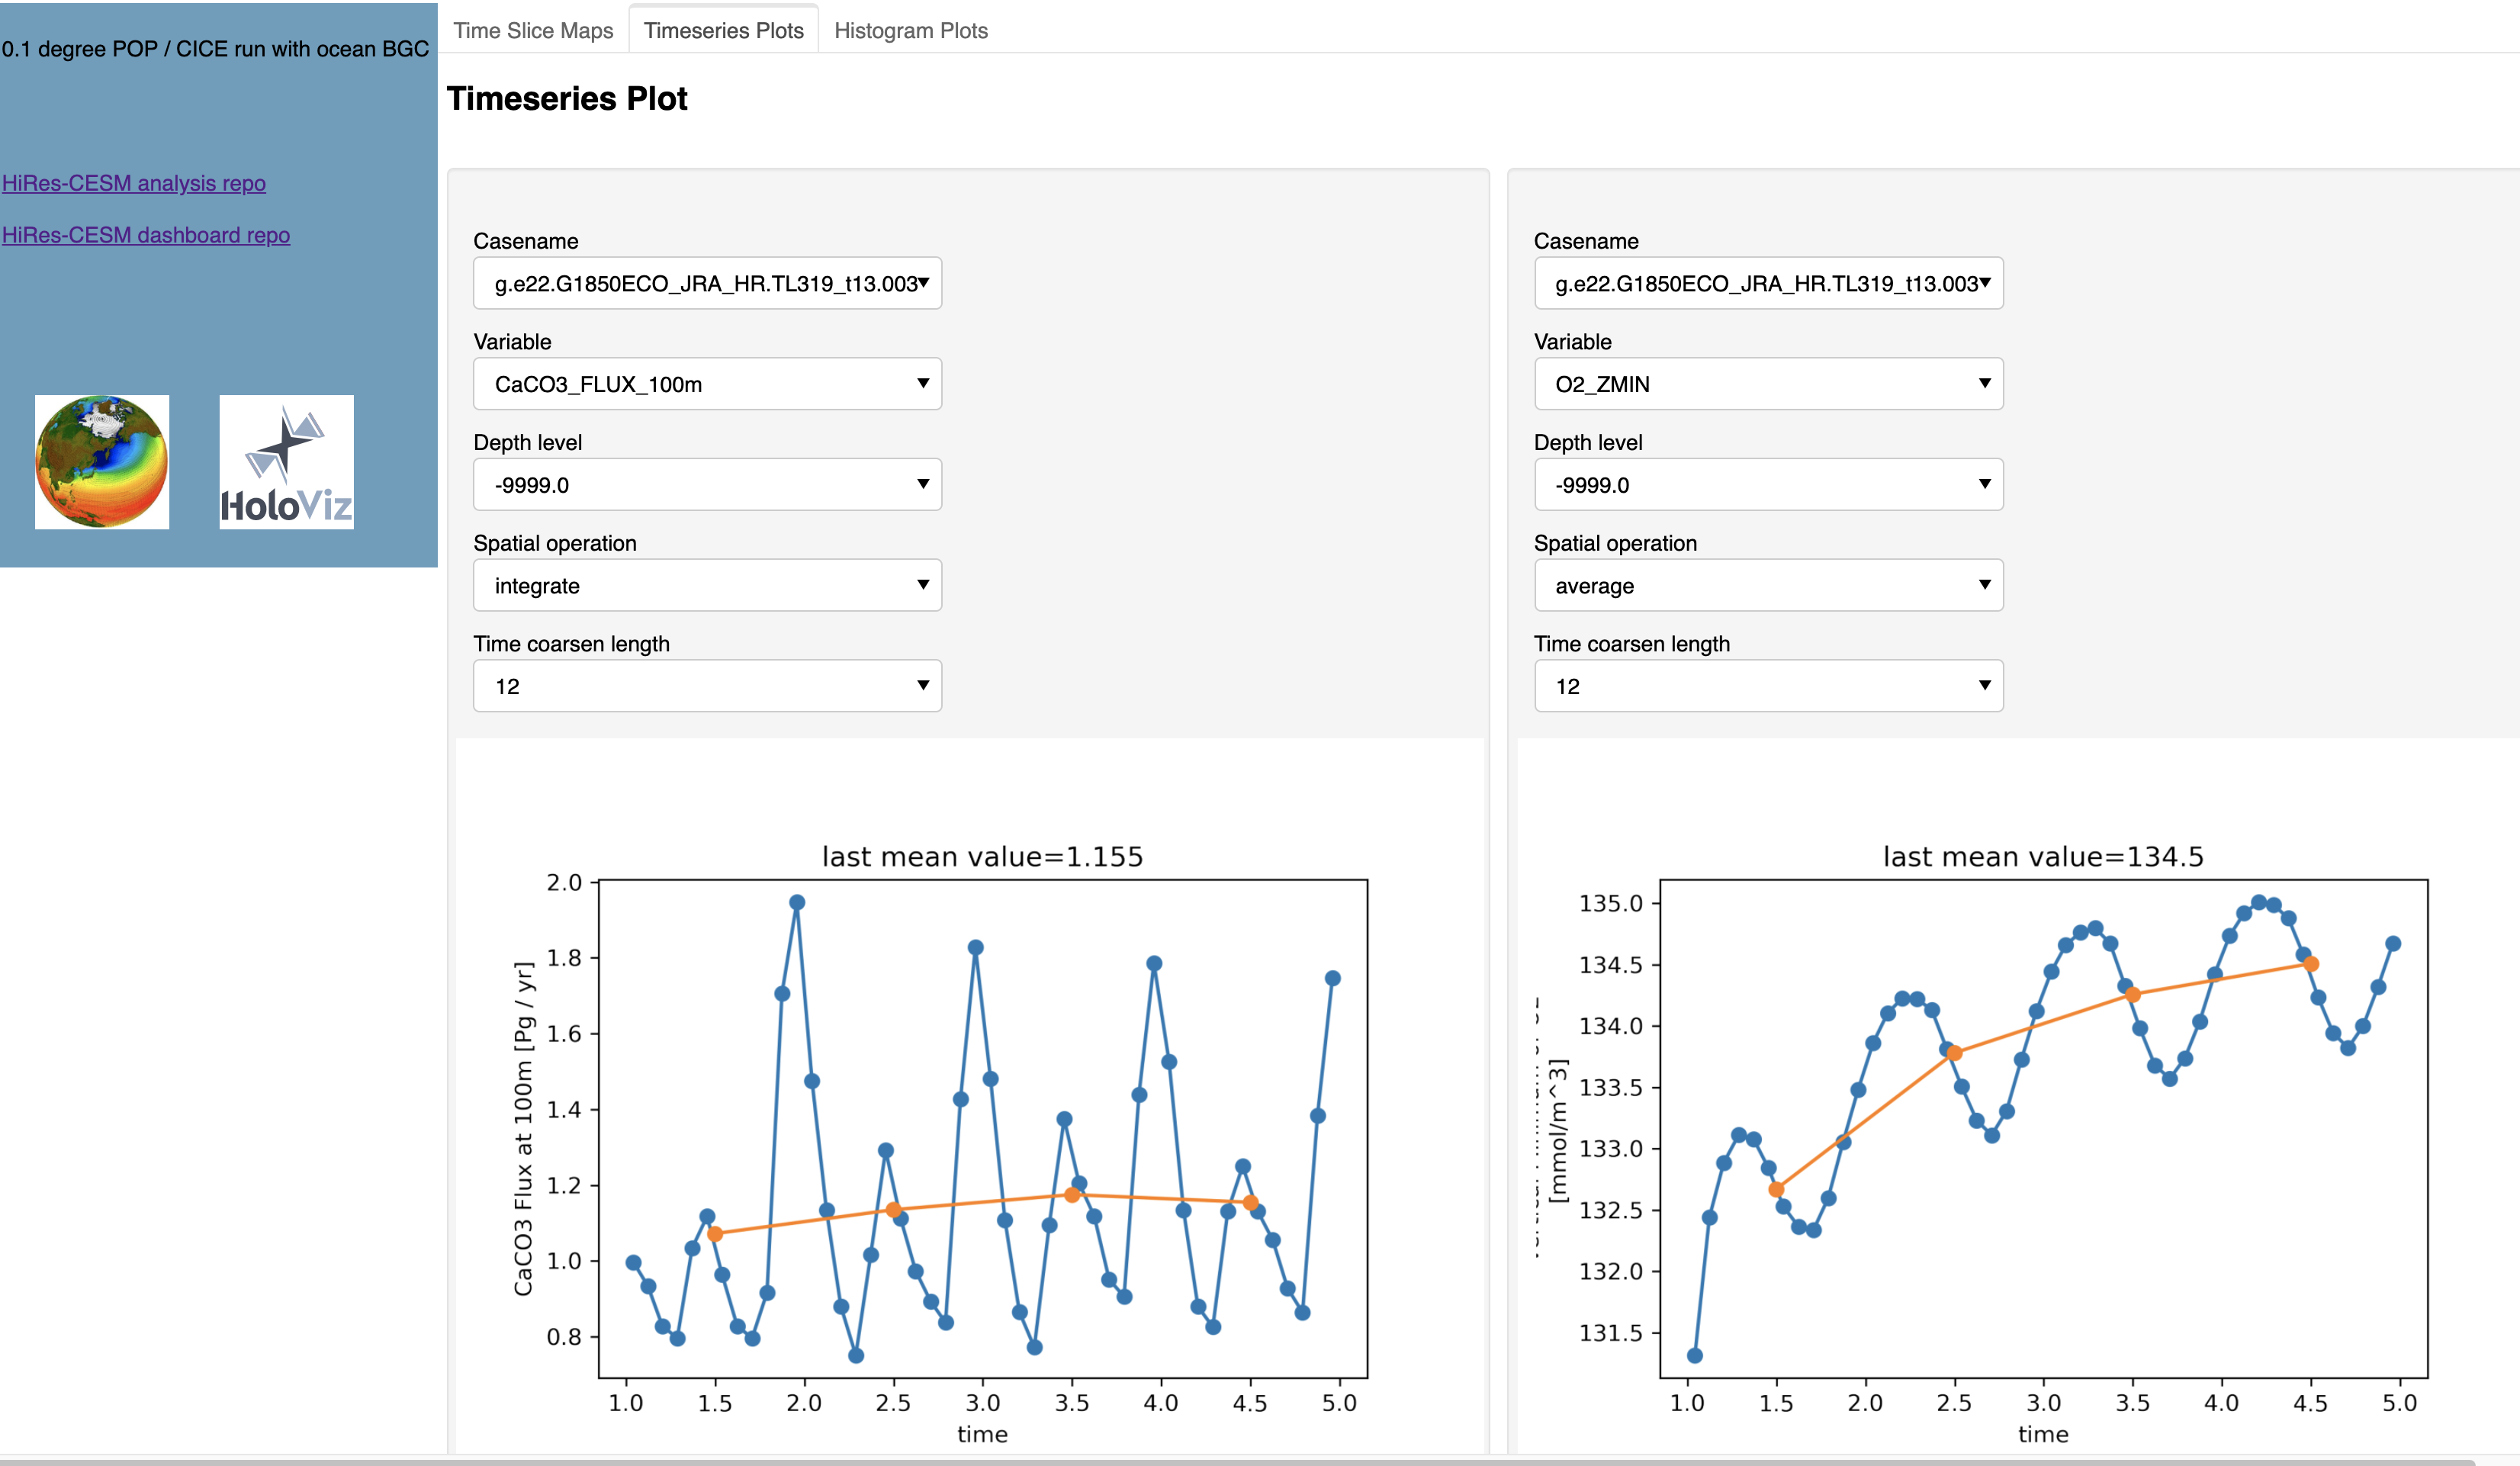 0.1 degree POP / CICE run with ocean BGC
HiRes-CESM analysis repo
HiRes-CESM dashboard repo
HoloViz
Time Slice Maps
Timeseries Plots
Histogram Plots
Timeseries Plot
Casename
g.e22.G1850ECO_JRA_HR.TL319_t13.003
Variable
CaCO3_FLUX_100m
Depth level
-9999.0
Spatial operation
integrate
Time coarsen length
12
last mean value=1.155
CaCO3 Flux at 100m [Pg / yr]
2.0
1.8
1.6
1.4
1.2
1.0
0.8
1.0 1.5 2.0 2.5 3.0 3.5 4.0 4.5 5.0
time
Casename
g.e22.G1850ECO_JRA_HR.TL319_t13.003
Variable
O2_ZMIN
Depth level
-9999.0
Spatial operation
average
Time coarsen length
12
last mean value=134.5
[mmol/m^3]
135.0
134.5
134.0
133.5
133.0
132.5
132.0
131.5
1.0 1.5 2.0 2.5 3.0 3.5 4.0 4.5 5.0
time